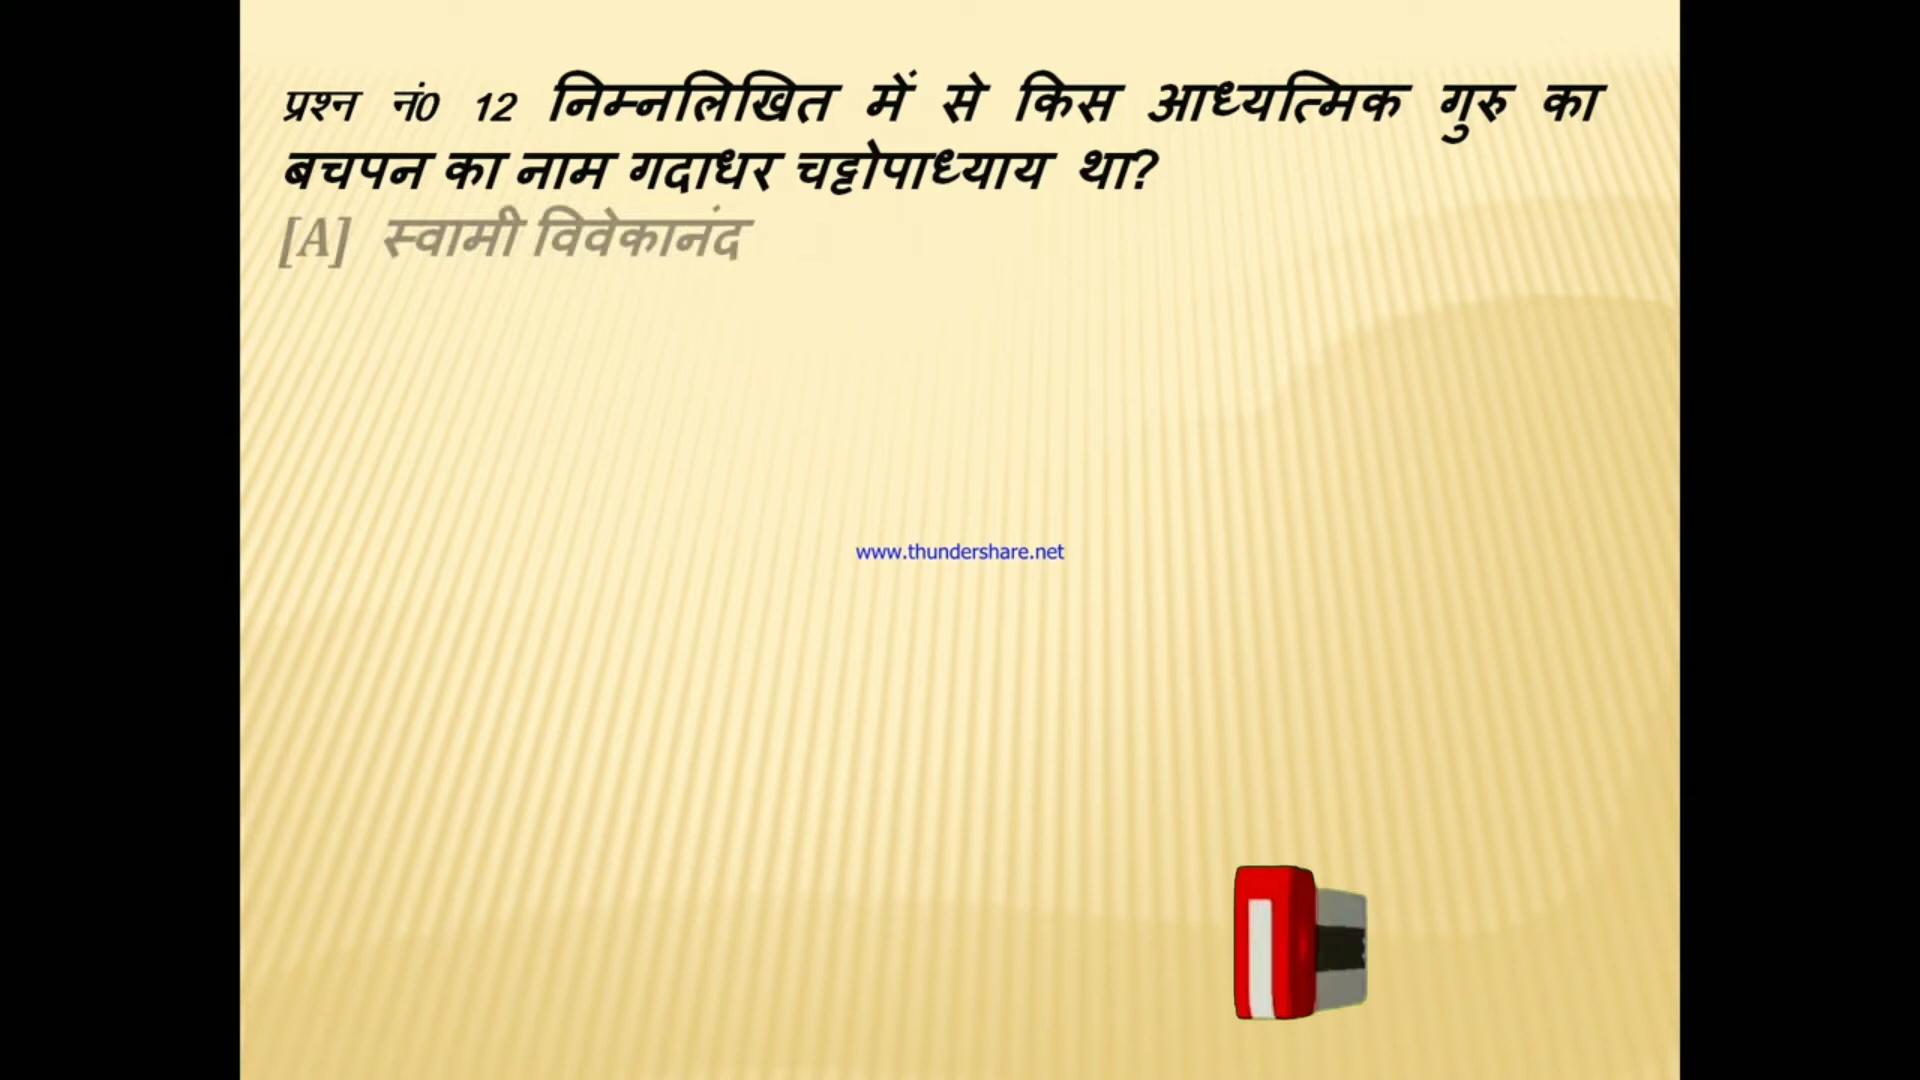 प्रश्न नं0 12 निम्नलिखित में से किस आध्यत्मिक गुरु का
बचपन का नाम गदाधर चट्टोपाध्याय था?
[A] स्वामी विवेकानंद
www.thundershare.net